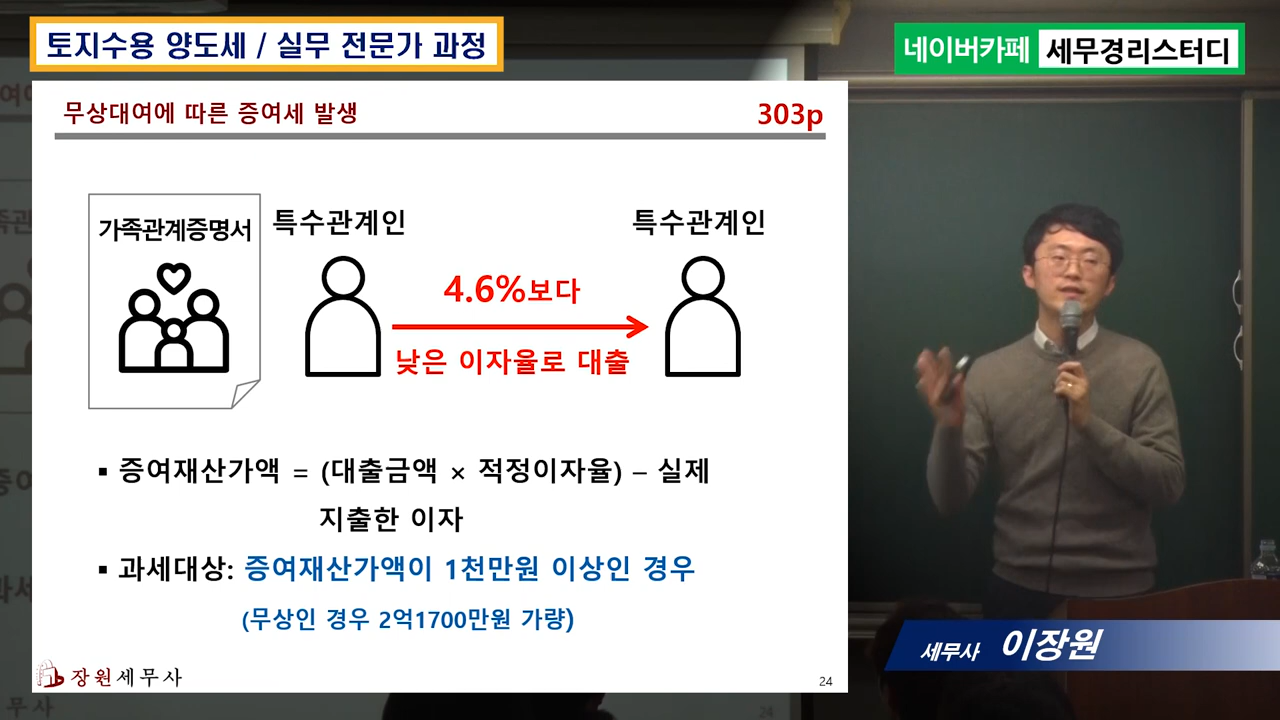 토지수용 양도세 / 실무 전문가 과정
네이버카페 세무경리스터디
무상대여에 따른 증여세 발생
303p
가족관계증명서
특수관계인
특수관계인
4.6%보다
낮은 이자율로 대출
▪ 증여재산가액 = (대출금액 × 적정이자율) – 실제
지출한 이자
▪ 과세대상: 증여재산가액이 1천만원 이상인 경우
(무상인 경우 2억1700만원 가량)
장원세무사
24
세무사 이장원
무사
24